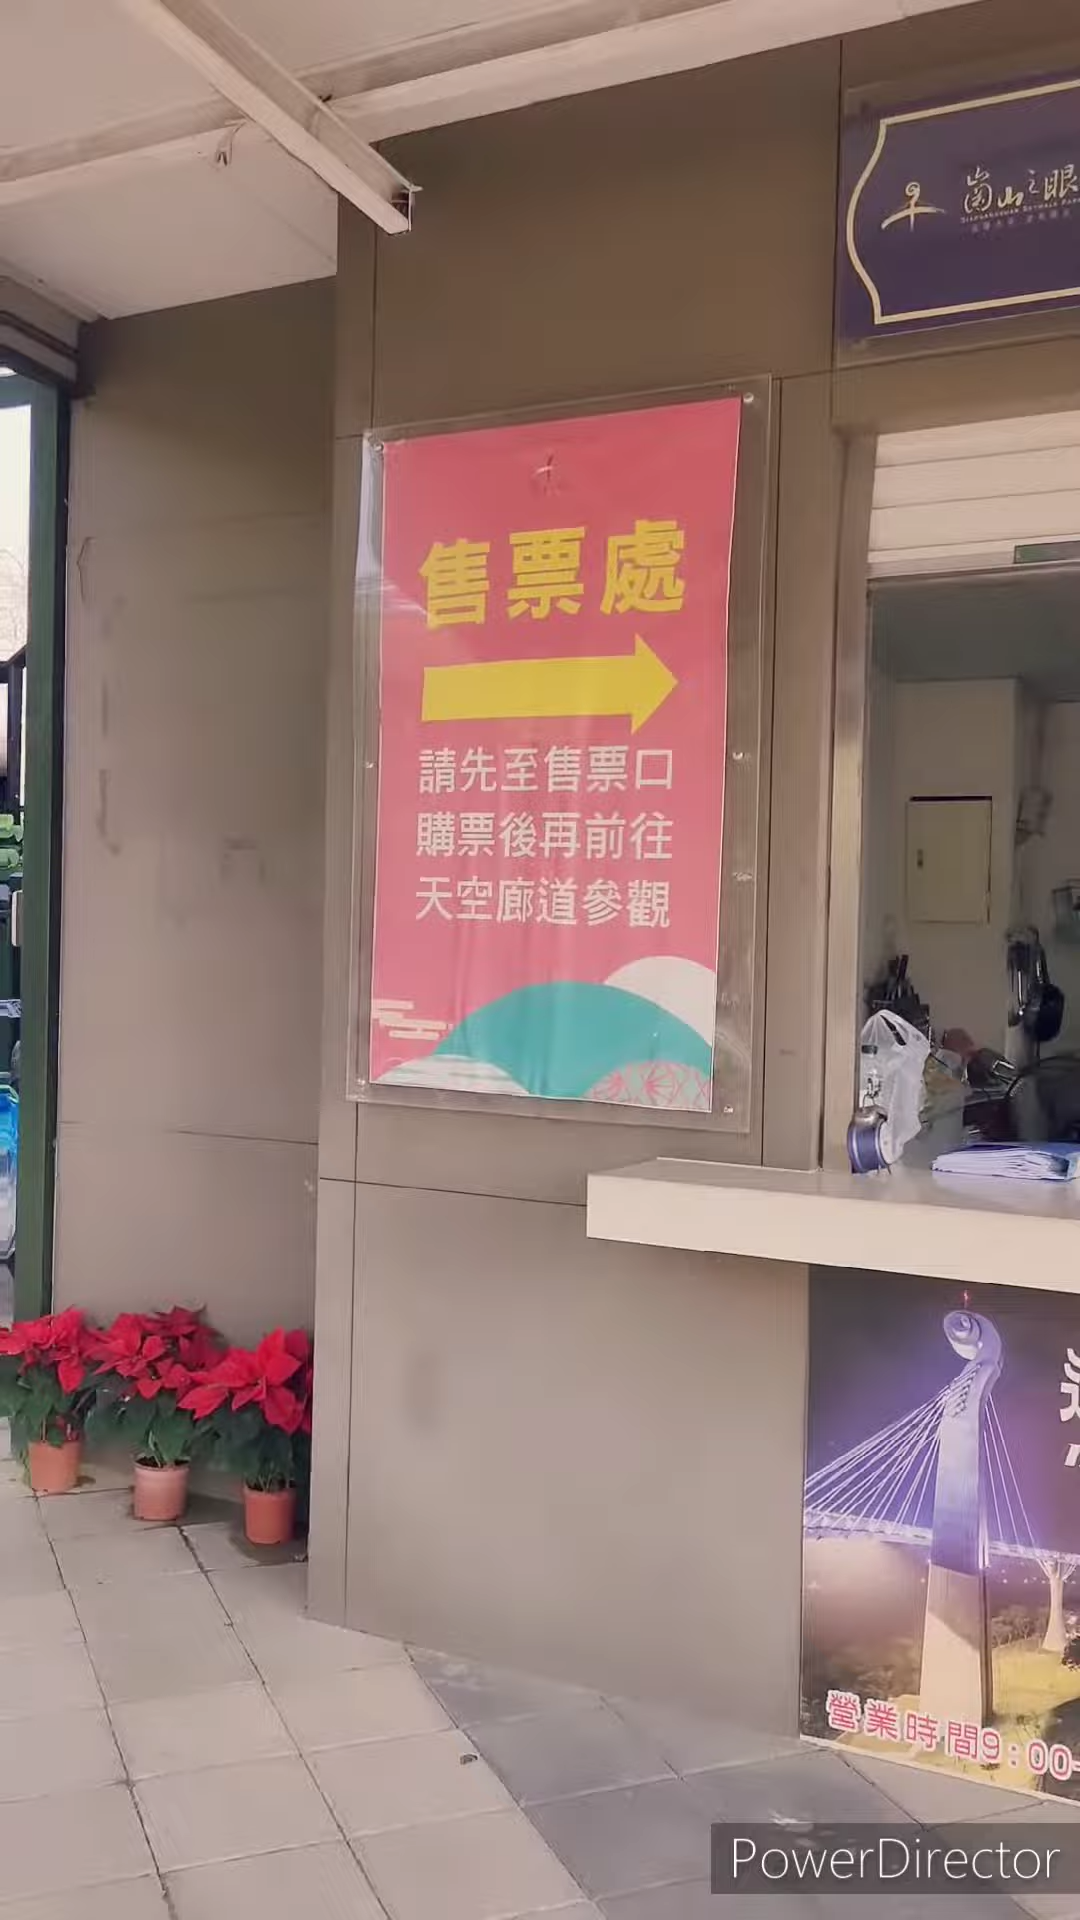 崗山之眼
售票處
請先至售票口
購票後再前往
天空廊道參觀
營業時間9:00-
PowerDirector